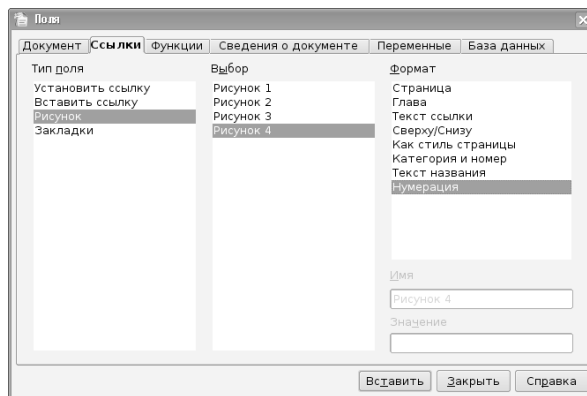 Поля
Документ Ссылки Функции Сведения о документе Переменные База данных
Тип поля
Установить ссылку
Вставить ссылку
Рисунок
Закладки
Выбор
Рисунок 1
Рисунок 2
Рисунок 3
Рисунок 4
Формат
Страница
Глава
Текст ссылки
Сверху/Снизу
Как стиль страницы
Категория и номер
Текст названия
Нумерация
Имя
Рисунок 4
Значение
Вставить Закрыть Справка